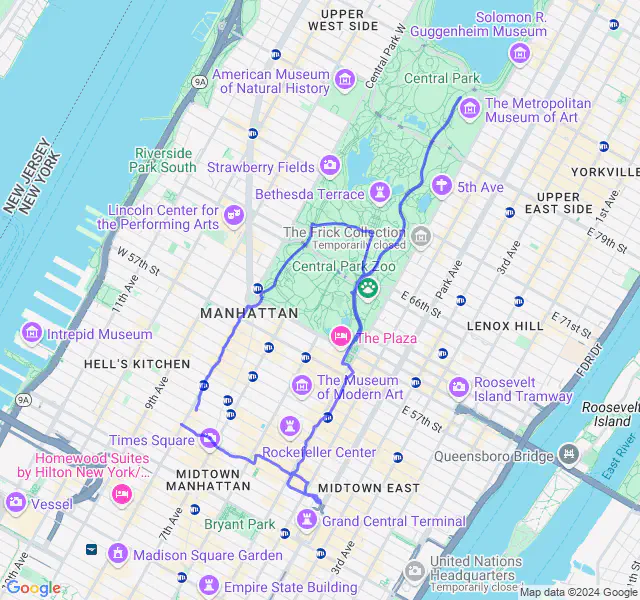 UPPER
WEST SIDE
Central Park W
Solomon R.
Guggenheim Museum
9A
American Museum
of Natural History
Central Park
The Metropolitan
Museum of Art
NEW JERSEY
NEW YORK
Riverside
Park South
Strawberry Fields
YORKVILLE
Bethesda Terrace
5th Ave
UPPER
EAST SIDE
1st Ave
Lincoln Center for
the Performing Arts
The Frick Collection
Temporarily closed
E 79th St
W 57th St
3rd Ave
Central Park Zoo
Park Ave
11th Ave
E 66th St
MANHATTAN
LENOX HILL
E 71st St
Intrepid Museum
The Plaza
FDR Dr
HELL'S KITCHEN
9th Ave
The Museum
of Modern Art
Roosevelt
Island Tramway
9A
E 57th St
Roosevelt
Island
Times Square
Rockefeller Center
Queensboro Bridge
East River
Homewood Suites
by Hilton New York/...
MIDTOWN
MANHATTAN
MIDTOWN EAST
Vessel
7th Ave
Bryant Park
Grand Central Terminal
Madison Square Garden
3rd Ave
United Nations
Headquarters
Temporarily closed
Empire State Building
Google
Map data ©2024 Google